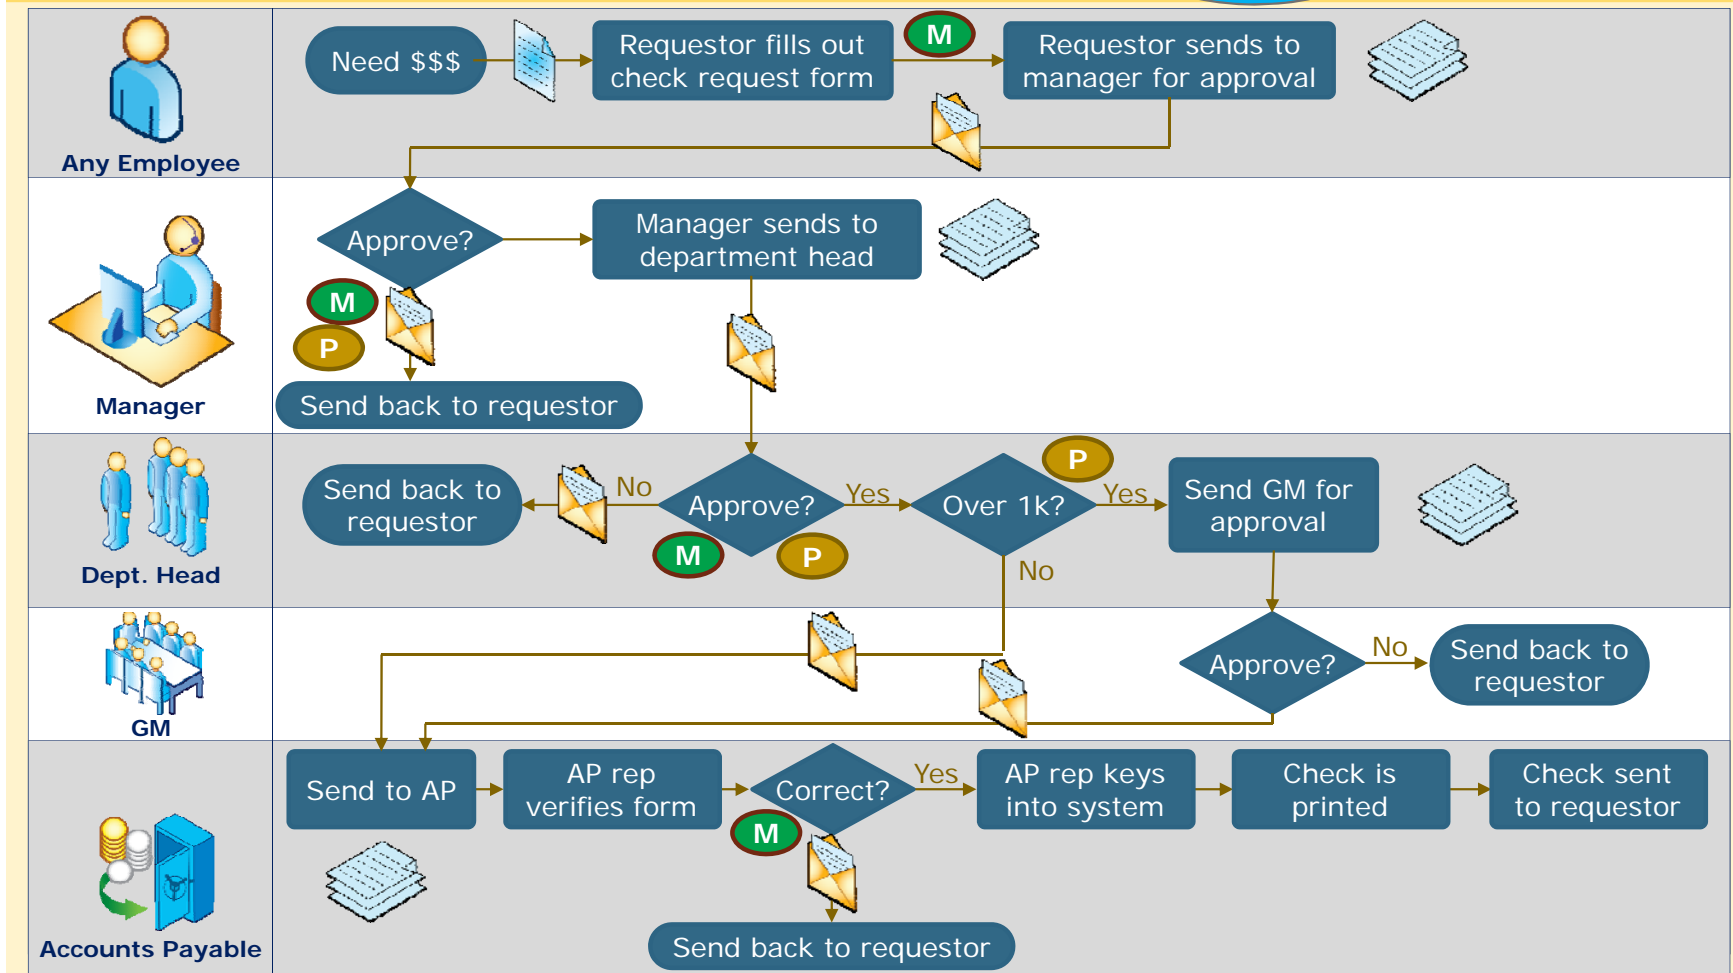 Need $$$
Requestor fills out
check request form
M
Requestor sends to
manager for approval
Any Employee
Approve?
Manager sends to
department head
M
P
Send back to requestor
Manager
Send back to
requestor
No
Approve?
M
P
Yes
Over 1k?
P
Yes
No
Send GM for
approval
Dept. Head
Approve?
No
Send back to
requestor
GM
Send to AP
AP rep
verifies form
Correct?
M
Yes
AP rep keys
into system
Check is
printed
Check sent
to requestor
Send back to requestor
Accounts Payable